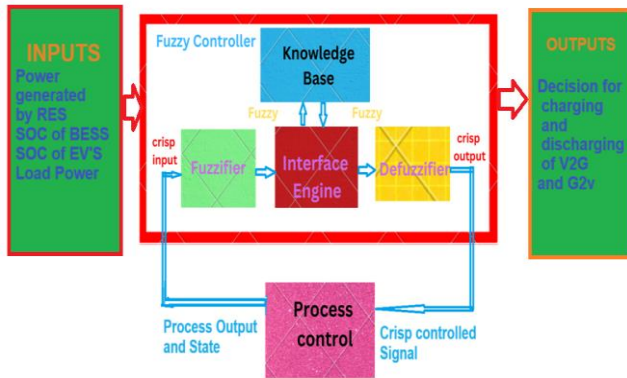 INPUTS
Power
generated
by RES
SOC of BESS
SOC of EV'S
Load Power
Fuzzy Controller
Knowledge
Base
Fuzzy
Fuzzy
crisp
input
Fuzzifier
Interface
Engine
Defuzzifier
crisp
output
OUTPUTS
Decision for
charging
and
discharging
of V2G
and G2v
Process Output
and State
Process
control
Crisp controlled
Signal